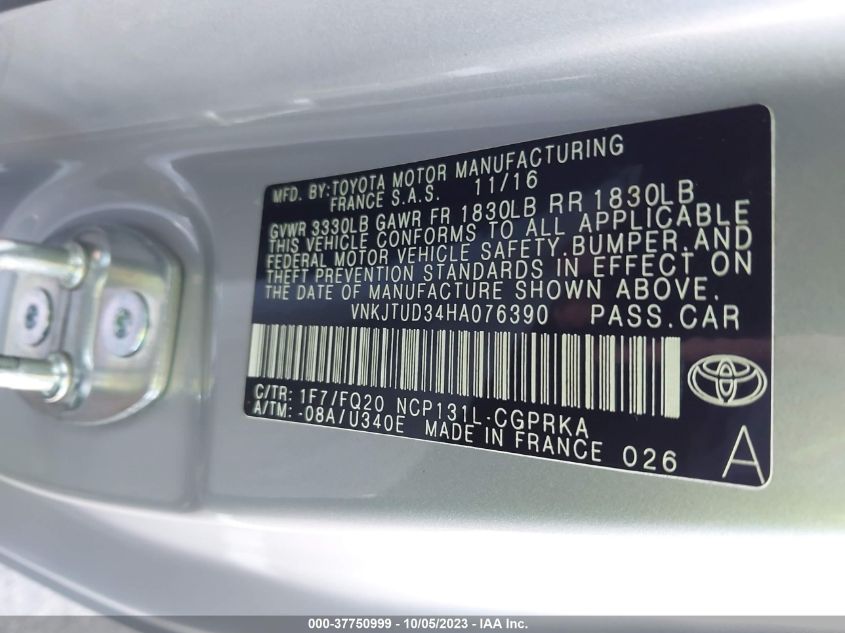 MFD. BY:TOYOTA MOTOR MANUFACTURING
FRANCE S.A.S. 11/16
GVWR 3330LB GAWR FR 1830LB RR 1830LB
THIS VEHICLE CONFORMS TO ALL APPLICABLE
FEDERAL MOTOR VEHICLE SAFETY,BUMPER,AND
THEFT PREVENTION STANDARDS IN EFFECT ON
THE DATE OF MANUFACTURE SHOWN ABOVE.
VNKJTUD34HA076390 PASS.CAR
C/TR: 1F7/FQ20 NCP131L-CGPRKA
A/TM: -08A/U340E MADE IN FRANCE 026 A
000-37750999 - 10/05/2023 - IAA Inc.